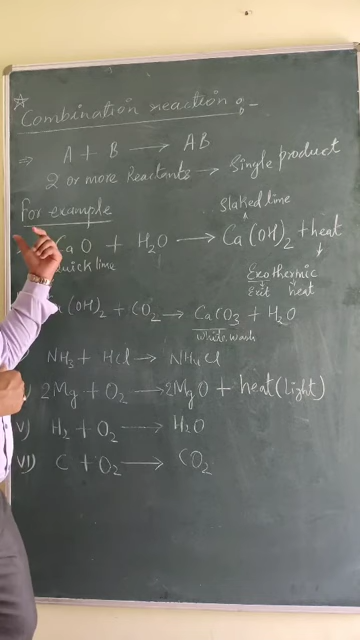 Combination reaction :-
⇒ A + B → AB
2 or more Reactants → Single product
For example
Slaked lime
CaO + H2O → Ca(OH)2 + heat
Quick lime
Exothermic
Exit heat
(OH)2 + CO2 → CaCO3 + H2O
White wash
NH3 + HCl → NH4Cl
2Mg + O2 → 2MgO + heat (light)
V) H2 + O2 → H2O
VI) C + O2 → CO2